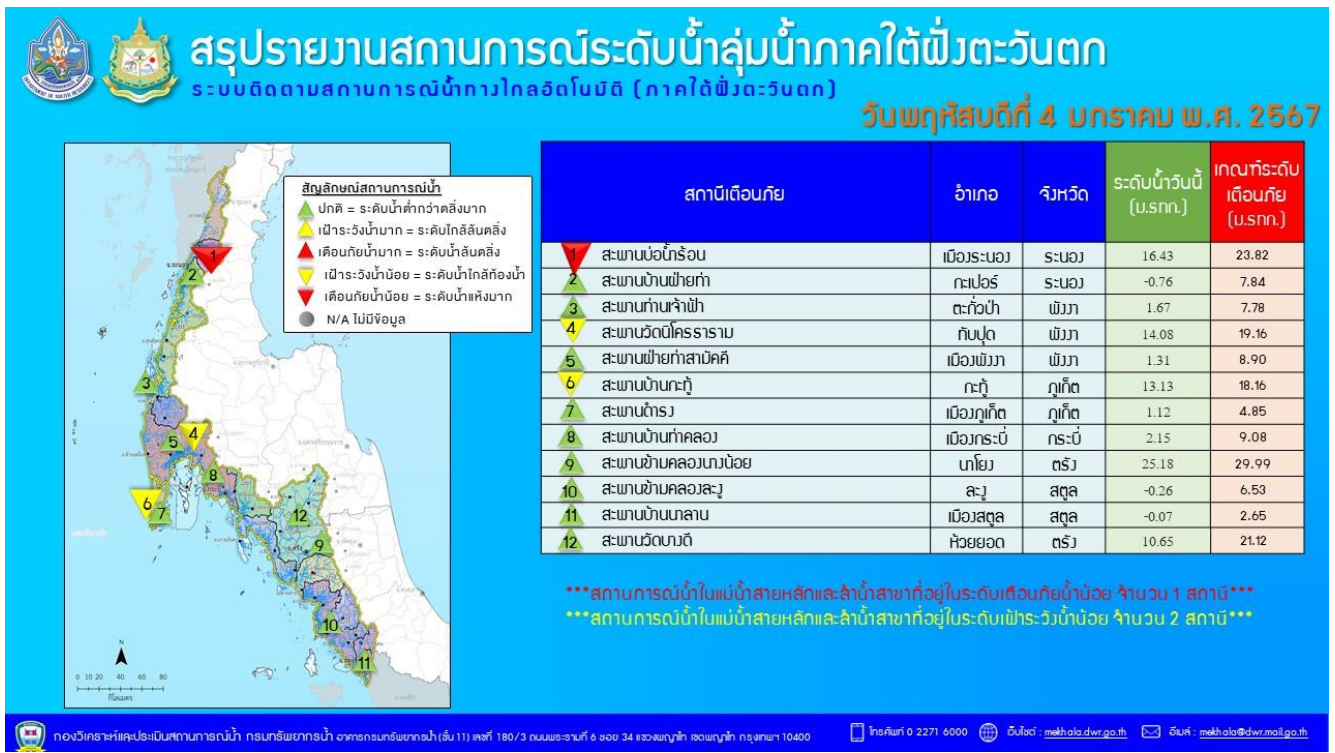 สรุปรายงานสถานการณ์ระดับน้ำลุ่มน้ำภาคใต้ฝั่งตะวันตก
ระบบติดตามสถานการณ์น้ำทางไกลอัตโนมัติ (ภาคใต้ฝั่งตะวันตก)
วันพฤหัสบดีที่ 4 มกราคม พ.ศ. 2567
สัญลักษณ์สถานการณ์น้ำ
ปกติ = ระดับน้ำต่ำกว่าตลิ่งมาก
เฝ้าระวังน้ำมาก = ระดับใกล้ล้นตลิ่ง
เตือนภัยน้ำมาก = ระดับน้ำล้นตลิ่ง
เฝ้าระวังน้ำน้อย = ระดับน้ำใกล้ท้องน้ำ
เตือนภัยน้ำน้อย = ระดับน้ำแห้งมาก
N/A ไม่มีข้อมูล
1
2
3
4
5
6
7
8
12
9
10
11
N
0 10 20 40 60 80
กิโลเมตร
สถานีเตือนภัย อำเภอ จังหวัด ระดับน้ำวันนี้ (ม.รทก.) เกณฑ์ระดับเตือนภัย (ม.รทก.)
1 สะพานบ่อน้ำร้อน เมืองระนอง ระนอง 16.43 23.82
2 สะพานบ้านฝ่ายท่า กะเปอร์ ระนอง -0.76 7.84
3 สะพานท่านเจ้าฟ้า ตะกั่วป่า พังงา 1.67 7.78
4 สะพานวัดนิโครธาราม ทับปุด พังงา 14.08 19.16
5 สะพานฝ่ายท่าสามัคคี เมืองพังงา พังงา 1.31 8.90
6 สะพานบ้านกะทู้ กะทู้ ภูเก็ต 13.13 18.16
7 สะพานดำรง เมืองภูเก็ต ภูเก็ต 1.12 4.85
8 สะพานบ้านท่าคลอง เมืองกระบี่ กระบี่ 2.15 9.08
9 สะพานข้ามคลองนางน้อย นาโยง ตรัง 25.18 29.99
10 สะพานข้ามคลองละงู ละงู สตูล -0.26 6.53
11 สะพานบ้านนาลาน เมืองสตูล สตูล -0.07 2.65
12 สะพานวัดบางดี ห้วยยอด ตรัง 10.65 21.12
***สถานการณ์น้ำในแม่น้ำสายหลักและลำน้ำสาขาที่อยู่ในระดับเตือนภัยน้ำน้อย จำนวน 1 สถานี***
***สถานการณ์น้ำในแม่น้ำสายหลักและลำน้ำสาขาที่อยู่ในระดับเฝ้าระวังน้ำน้อย จำนวน 2 สถานี***
กองวิเคราะห์และประเมินสถานการณ์น้ำ กรมทรัพยากรน้ำ อาคารกรมทรัพยากรน้ำ (ชั้น 11) เลขที่ 180/3 ถนนพระรามที่ 6 ซอย 34 แขวงพญาไท เขตพญาไท กรุงเทพฯ 10400 โทรศัพท์ 0 2271 6000 เว็บไซต์ : mekhala.dwr.go.th อีเมล์ : mekhala@dwr.mail.go.th